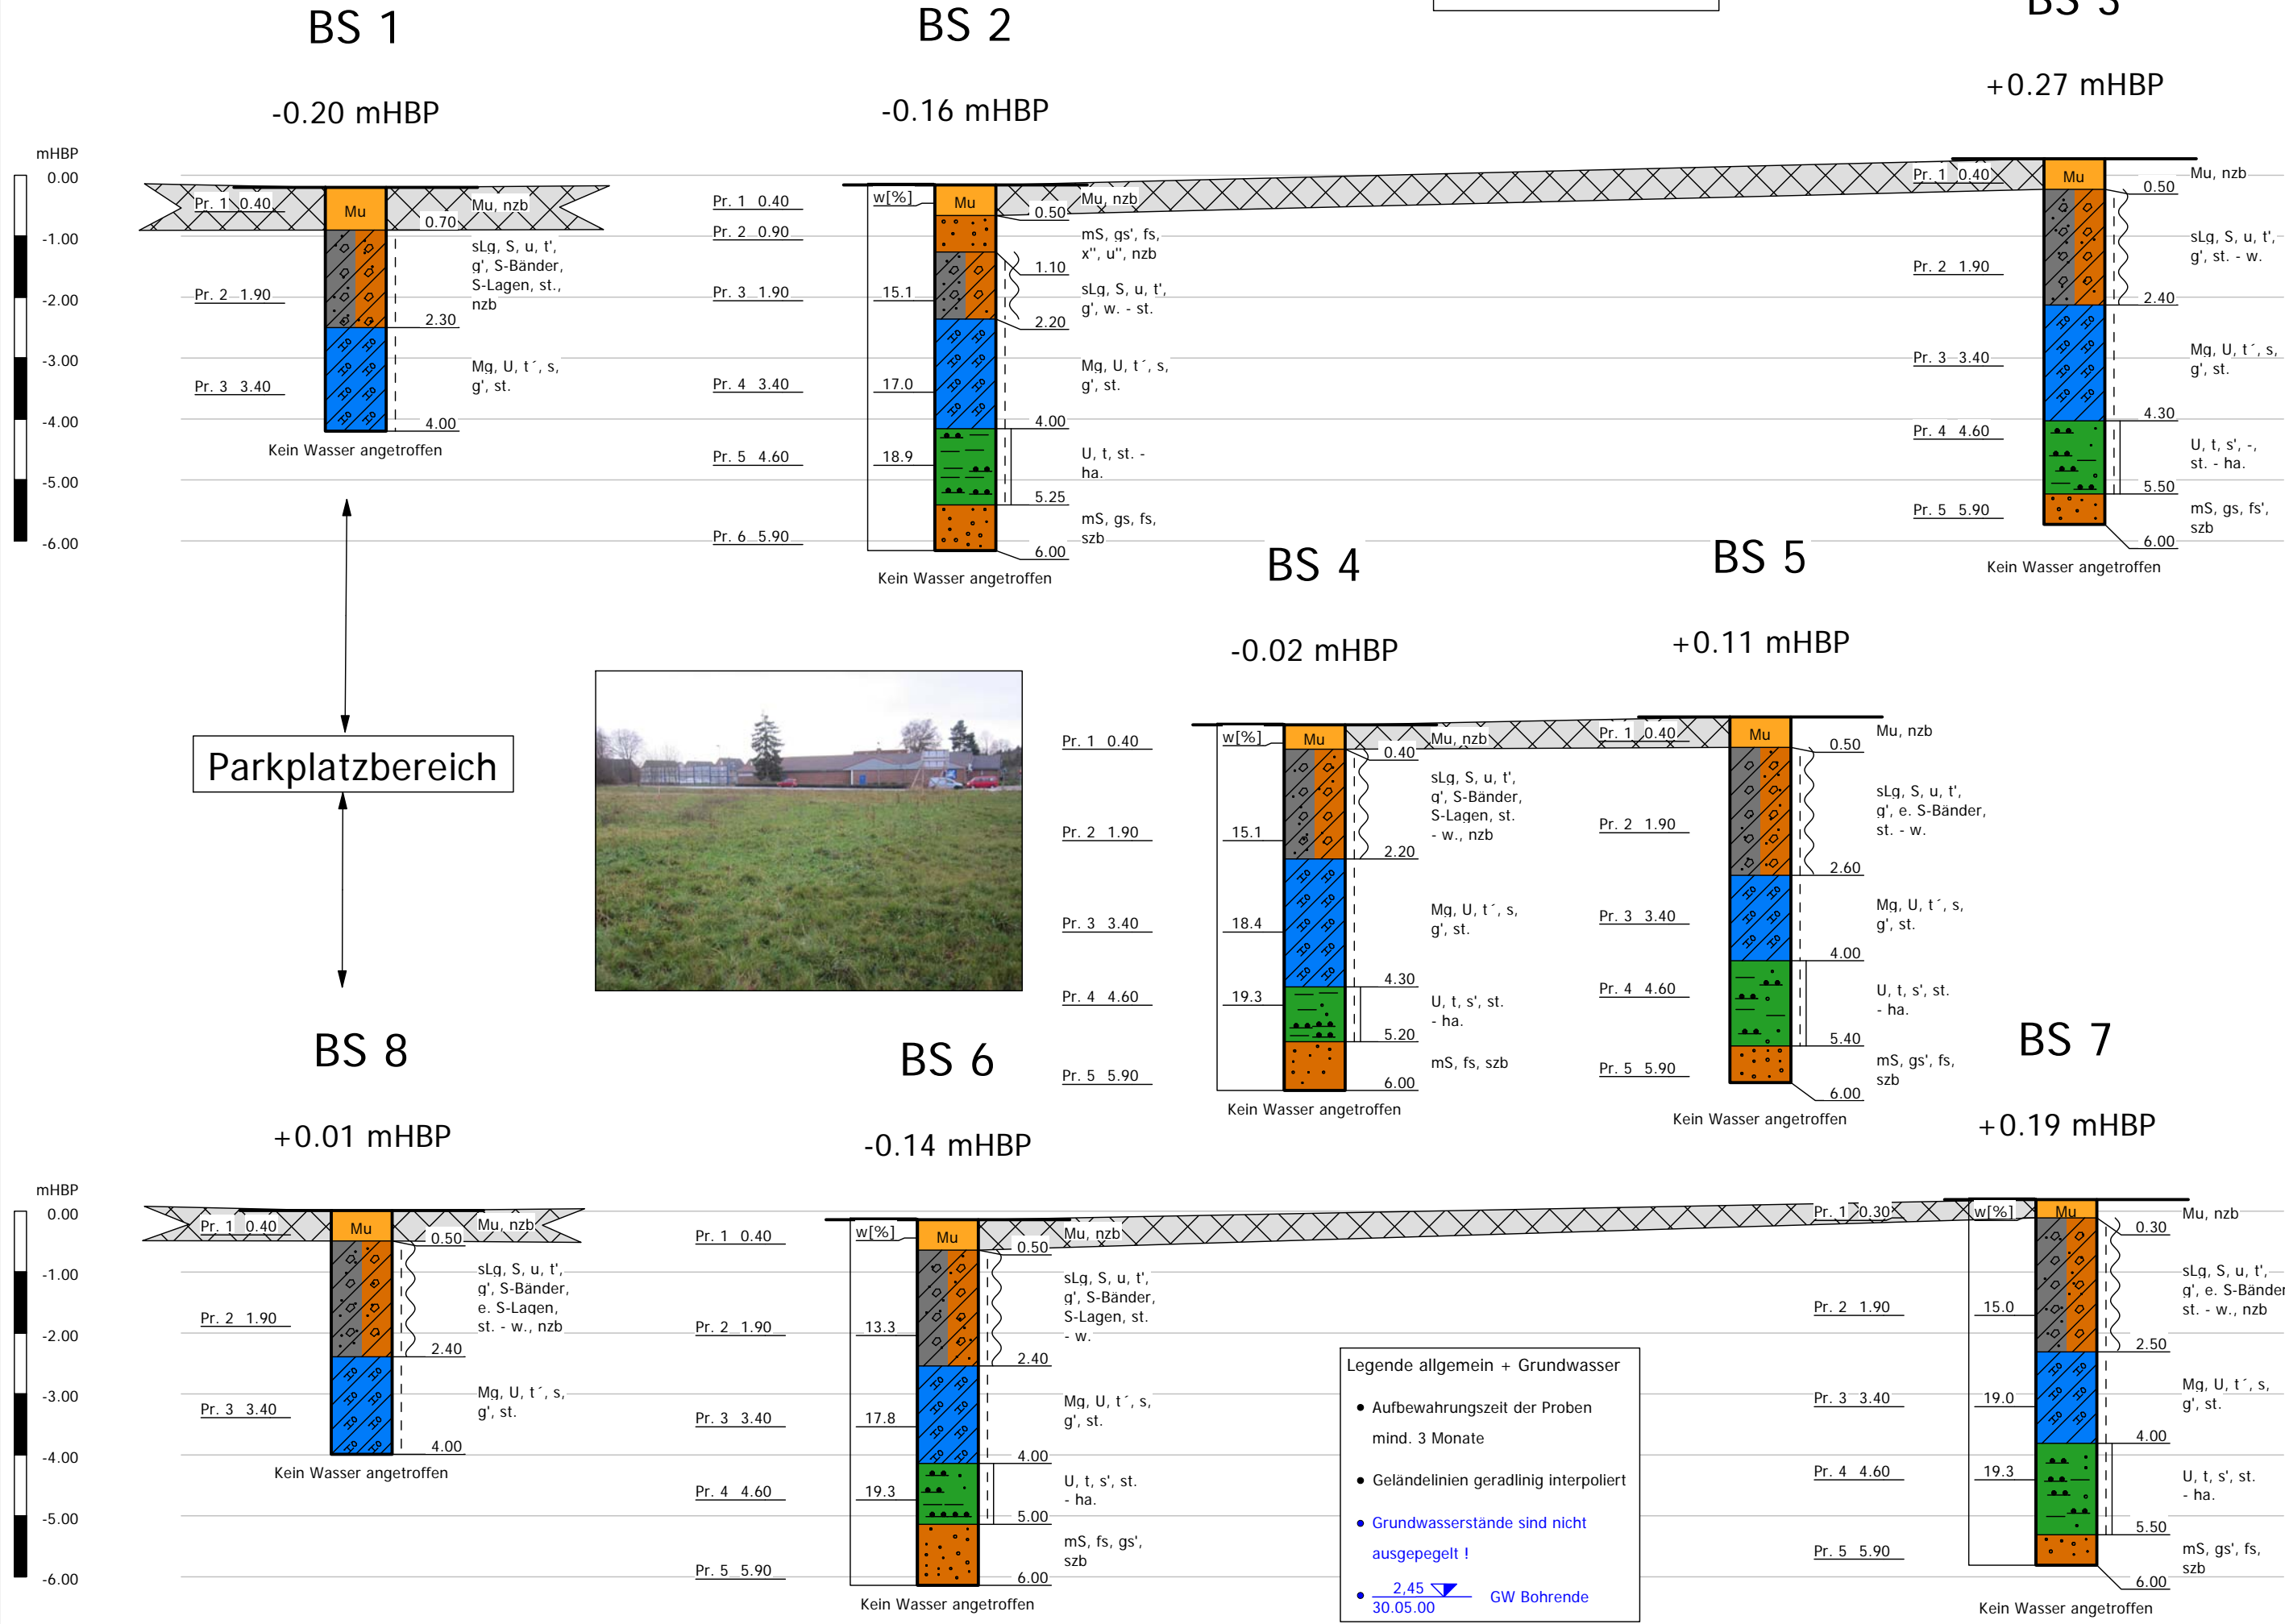 BS 1
-0.20 mHBP
mHBP
0.00
-1.00
-2.00
-3.00
-4.00
-5.00
-6.00
Pr. 1 0.40
Pr. 2 1.90
Pr. 3 3.40
Mu
0.70
2.30
4.00
Mu, nzb
sLg, S, u, t',
g', S-Bänder,
S-Lagen, st.,
nzb
Mg, U, t´, s,
g', st.
Kein Wasser angetroffen
BS 2
-0.16 mHBP
Pr. 1 0.40
Pr. 2 0.90
Pr. 3 1.90
Pr. 4 3.40
Pr. 5 4.60
Pr. 6 5.90
w[%]
15.1
17.0
18.9
Mu
0.50
1.10
2.20
4.00
5.25
6.00
Mu, nzb
mS, gs', fs,
x'', u'', nzb
sLg, S, u, t',
g', w. - st.
Mg, U, t´, s,
g', st.
U, t, st. -
ha.
mS, gs, fs,
szb
Kein Wasser angetroffen
BS 3
+0.27 mHBP
Pr. 1 0.40
Pr. 2 1.90
Pr. 3 3.40
Pr. 4 4.60
Pr. 5 5.90
Mu
0.50
2.40
4.30
5.50
6.00
Mu, nzb
sLg, S, u, t',
g', st. - w.
Mg, U, t´, s,
g', st.
U, t, s', -,
st. - ha.
mS, gs, fs',
szb
Kein Wasser angetroffen
Parkplatzbereich
BS 4
-0.02 mHBP
Pr. 1 0.40
Pr. 2 1.90
Pr. 3 3.40
Pr. 4 4.60
Pr. 5 5.90
w[%]
15.1
18.4
19.3
Mu
0.40
2.20
4.30
5.20
6.00
Mu, nzb
sLg, S, u, t',
g', S-Bänder,
S-Lagen, st.
- w., nzb
Mg, U, t´, s,
g', st.
U, t, s', st.
- ha.
mS, fs, szb
Kein Wasser angetroffen
BS 5
+0.11 mHBP
Pr. 1 0.40
Pr. 2 1.90
Pr. 3 3.40
Pr. 4 4.60
Pr. 5 5.90
Mu
0.50
2.60
4.00
5.40
6.00
Mu, nzb
sLg, S, u, t',
g', e. S-Bänder,
st. - w.
Mg, U, t´, s,
g', st.
U, t, s', st.
- ha.
mS, gs', fs,
szb
Kein Wasser angetroffen
BS 8
+0.01 mHBP
mHBP
0.00
-1.00
-2.00
-3.00
-4.00
-5.00
-6.00
Pr. 1 0.40
Pr. 2 1.90
Pr. 3 3.40
Mu
0.50
2.40
4.00
Mu, nzb
sLg, S, u, t',
g', S-Bänder,
e. S-Lagen,
st. - w., nzb
Mg, U, t´, s,
g', st.
Kein Wasser angetroffen
BS 6
-0.14 mHBP
Pr. 1 0.40
Pr. 2 1.90
Pr. 3 3.40
Pr. 4 4.60
Pr. 5 5.90
w[%]
13.3
17.8
19.3
Mu
0.50
2.40
4.00
5.00
6.00
Mu, nzb
sLg, S, u, t',
g', S-Bänder,
S-Lagen, st.
- w.
Mg, U, t´, s,
g', st.
U, t, s', st.
- ha.
mS, fs, gs',
szb
Kein Wasser angetroffen
Legende allgemein + Grundwasser
• Aufbewahrungszeit der Proben
mind. 3 Monate
• Geländelinien geradlinig interpoliert
• Grundwasserstände sind nicht
ausgepegelt !
• 2,45
30.05.00 GW Bohrende
BS 7
+0.19 mHBP
Pr. 1 0.30
Pr. 2 1.90
Pr. 3 3.40
Pr. 4 4.60
Pr. 5 5.90
w[%]
15.0
19.0
19.3
Mu
0.30
2.50
4.00
5.50
6.00
Mu, nzb
sLg, S, u, t',
g', e. S-Bänder
st. - w., nzb
Mg, U, t´, s,
g', st.
U, t, s', st.
- ha.
mS, gs', fs,
szb
Kein Wasser angetroffen